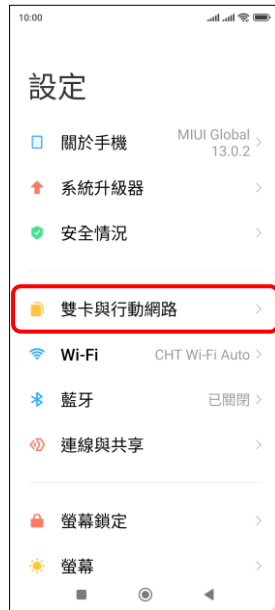 10:00
設定
關於手機 MIUI Global
13.0.2
系統升級器
安全情況
雙卡與行動網路
Wi-Fi CHT Wi-Fi Auto
藍牙 已關閉
連線與共享
螢幕鎖定
螢幕